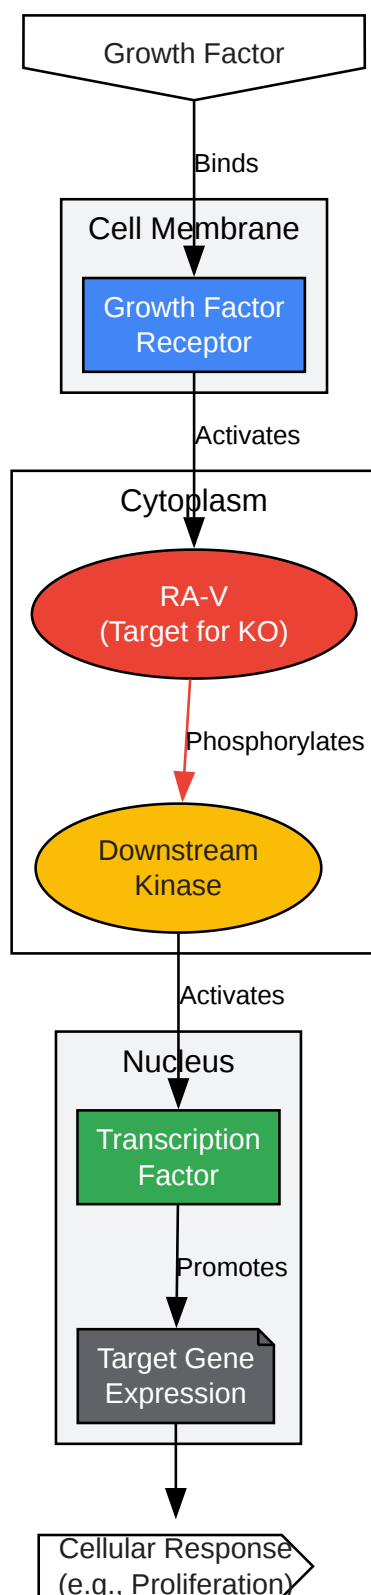 Growth Factor
Binds
Cell Membrane
Growth Factor
Receptor
Activates
Cytoplasm
RA-V
(Target for KO)
Phosphorylates
Downstream
Kinase
Activates
Nucleus
Transcription
Factor
Promotes
Target Gene
Expression
Cellular Response
(e.g., Proliferation)